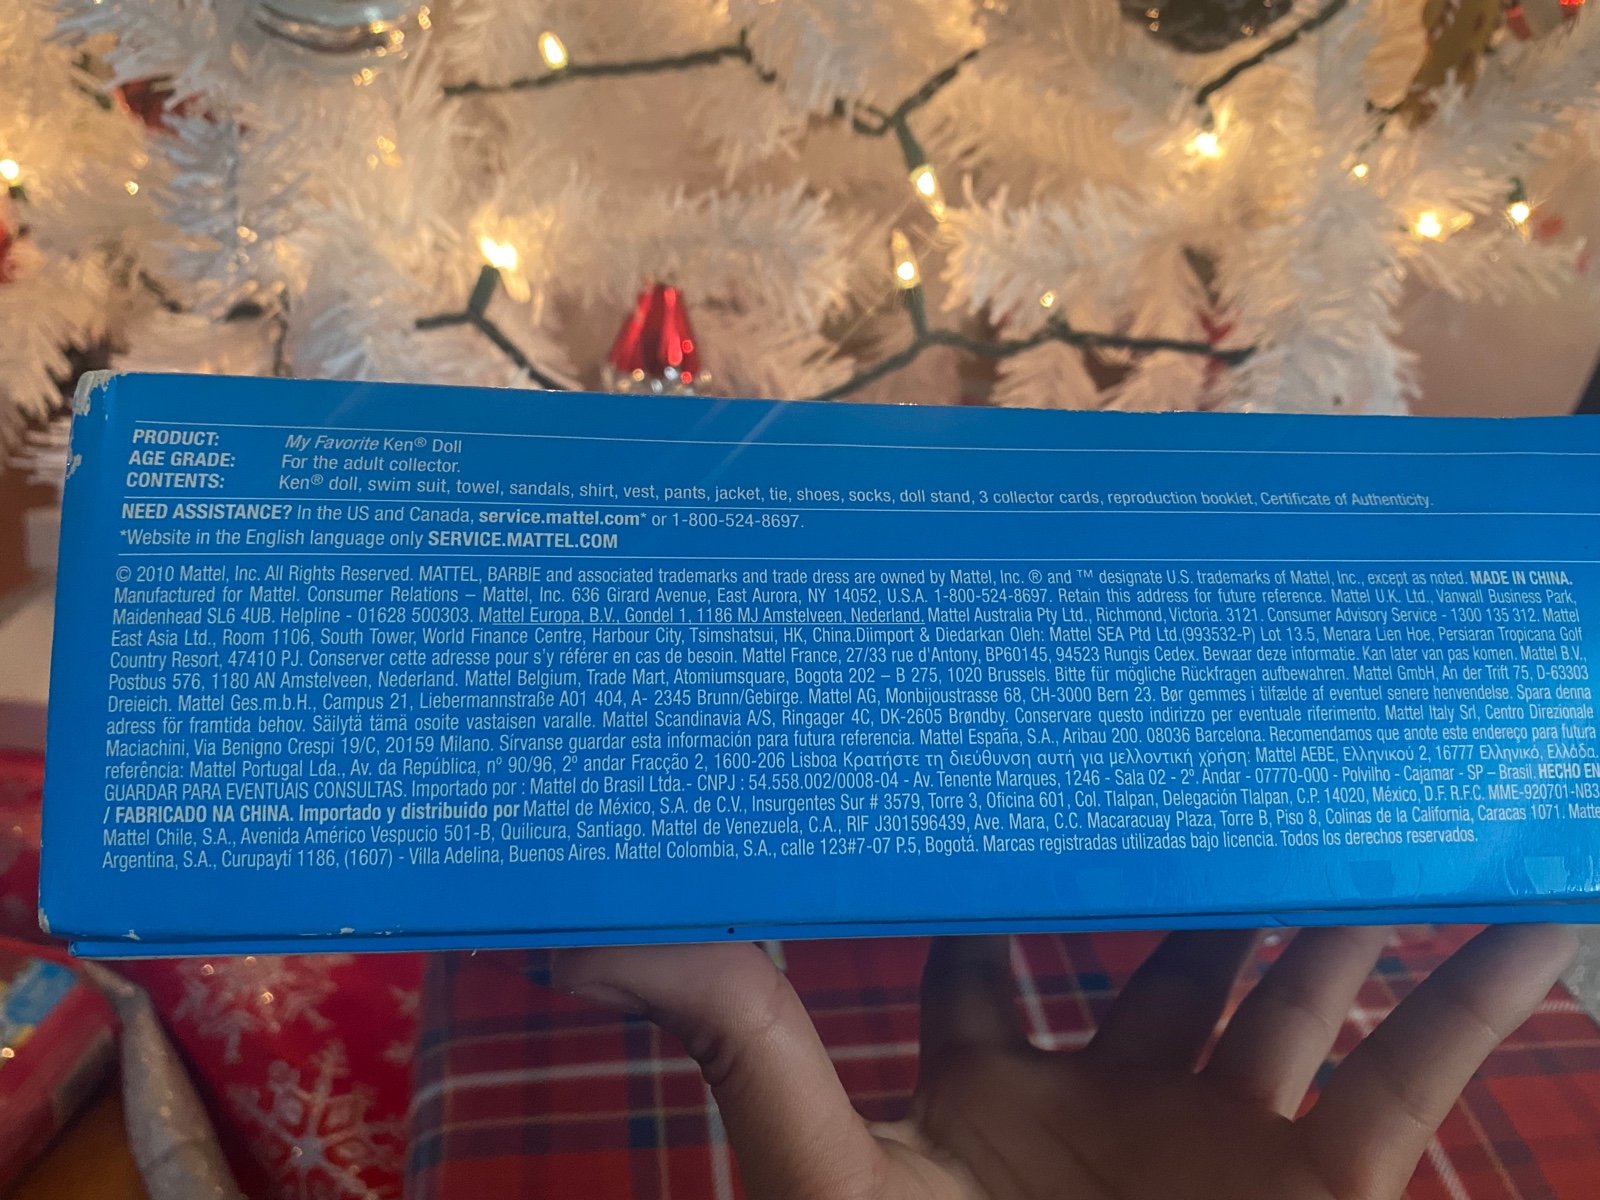 PRODUCT: My Favorite Ken® Doll
AGE GRADE: For the adult collector.
CONTENTS: Ken® doll, swim suit, towel, sandals, shirt, vest, pants, jacket, tie, shoes, socks, doll stand, 3 collector cards, reproduction booklet, Certificate of Authenticity.
NEED ASSISTANCE? In the US and Canada, service.mattel.com* or 1-800-524-8697.
*Website in the English language only SERVICE.MATTEL.COM
© 2010 Mattel, Inc. All Rights Reserved. MATTEL, BARBIE and associated trademarks and trade dress are owned by Mattel, Inc. ® and ™ designate U.S. trademarks of Mattel, Inc., except as noted. MADE IN CHINA.
Manufactured for Mattel. Consumer Relations – Mattel, Inc. 636 Girard Avenue, East Aurora, NY 14052, U.S.A. 1-800-524-8697. Retain this address for future reference. Mattel U.K. Ltd., Vanwall Business Park,
Maidenhead SL6 4UB. Helpline - 01628 500303. Mattel Europa, B.V., Gondel 1, 1186 MJ Amstelveen, Nederland. Mattel Australia Pty Ltd., Richmond, Victoria. 3121. Consumer Advisory Service - 1300 135 312. Mattel
East Asia Ltd., Room 1106, South Tower, World Finance Centre, Harbour City, Tsimshatsui, HK, China.Diimport & Diedarkan Oleh: Mattel SEA Ptd Ltd.(993532-P) Lot 13.5, Menara Lien Hoe, Persiaran Tropicana Golf
Country Resort, 47410 PJ. Conserver cette adresse pour s'y référer en cas de besoin. Mattel France, 27/33 rue d'Antony, BP60145, 94523 Rungis Cedex. Bewaar deze informatie. Kan later van pas komen. Mattel B.V.,
Postbus 576, 1180 AN Amstelveen, Nederland. Mattel Belgium, Trade Mart, Atomiumsquare, Bogota 202 – B 275, 1020 Brussels. Bitte für mögliche Rückfragen aufbewahren. Mattel GmbH, An der Trift 75, D-63303
Dreieich. Mattel Ges.m.b.H., Campus 21, Liebermannstraße A01 404, A- 2345 Brunn/Gebirge. Mattel AG, Monbijoustrasse 68, CH-3000 Bern 23. Bør gemmes i tilfælde af eventuel senere henvendelse. Spara denna
adress för framtida behov. Säilytä tämä osoite vastaisen varalle. Mattel Scandinavia A/S, Ringager 4C, DK-2605 Brøndby. Conservare questo indirizzo per eventuale riferimento. Mattel Italy Srl, Centro Direzionale
Maciachini, Via Benigno Crespi 19/C, 20159 Milano. Sírvanse guardar esta información para futura referencia. Mattel España, S.A., Aribau 200. 08036 Barcelona. Recomendamos que anote este endereço para futura
referência: Mattel Portugal Lda., Av. da República, nº 90/96, 2º andar Fracção 2, 1600-206 Lisboa Κρατήστε τη διεύθυνση αυτή για μελλοντική χρήση: Mattel AEBE, Ελληνικού 2, 16777 Ελληνικό, Ελλάδα.
GUARDAR PARA EVENTUAIS CONSULTAS. Importado por : Mattel do Brasil Ltda.- CNPJ : 54.558.002/0008-04 - Av. Tenente Marques, 1246 - Sala 02 - 2º. Andar - 07770-000 - Polvilho - Cajamar - SP – Brasil. HECHO EN
/ FABRICADO NA CHINA. Importado y distribuido por Mattel de México, S.A. de C.V., Insurgentes Sur # 3579, Torre 3, Oficina 601, Col. Tlalpan, Delegación Tlalpan, C.P. 14020, México, D.F. R.F.C. MME-920701-NB3
Mattel Chile, S.A., Avenida Américo Vespucio 501-B, Quilicura, Santiago. Mattel de Venezuela, C.A., RIF J301596439, Ave. Mara, C.C. Macaracuay Plaza, Torre B, Piso 8, Colinas de la California, Caracas 1071. Matte
Argentina, S.A., Curupaytí 1186, (1607) - Villa Adelina, Buenos Aires. Mattel Colombia, S.A., calle 123#7-07 P.5, Bogotá. Marcas registradas utilizadas bajo licencia. Todos los derechos reservados.